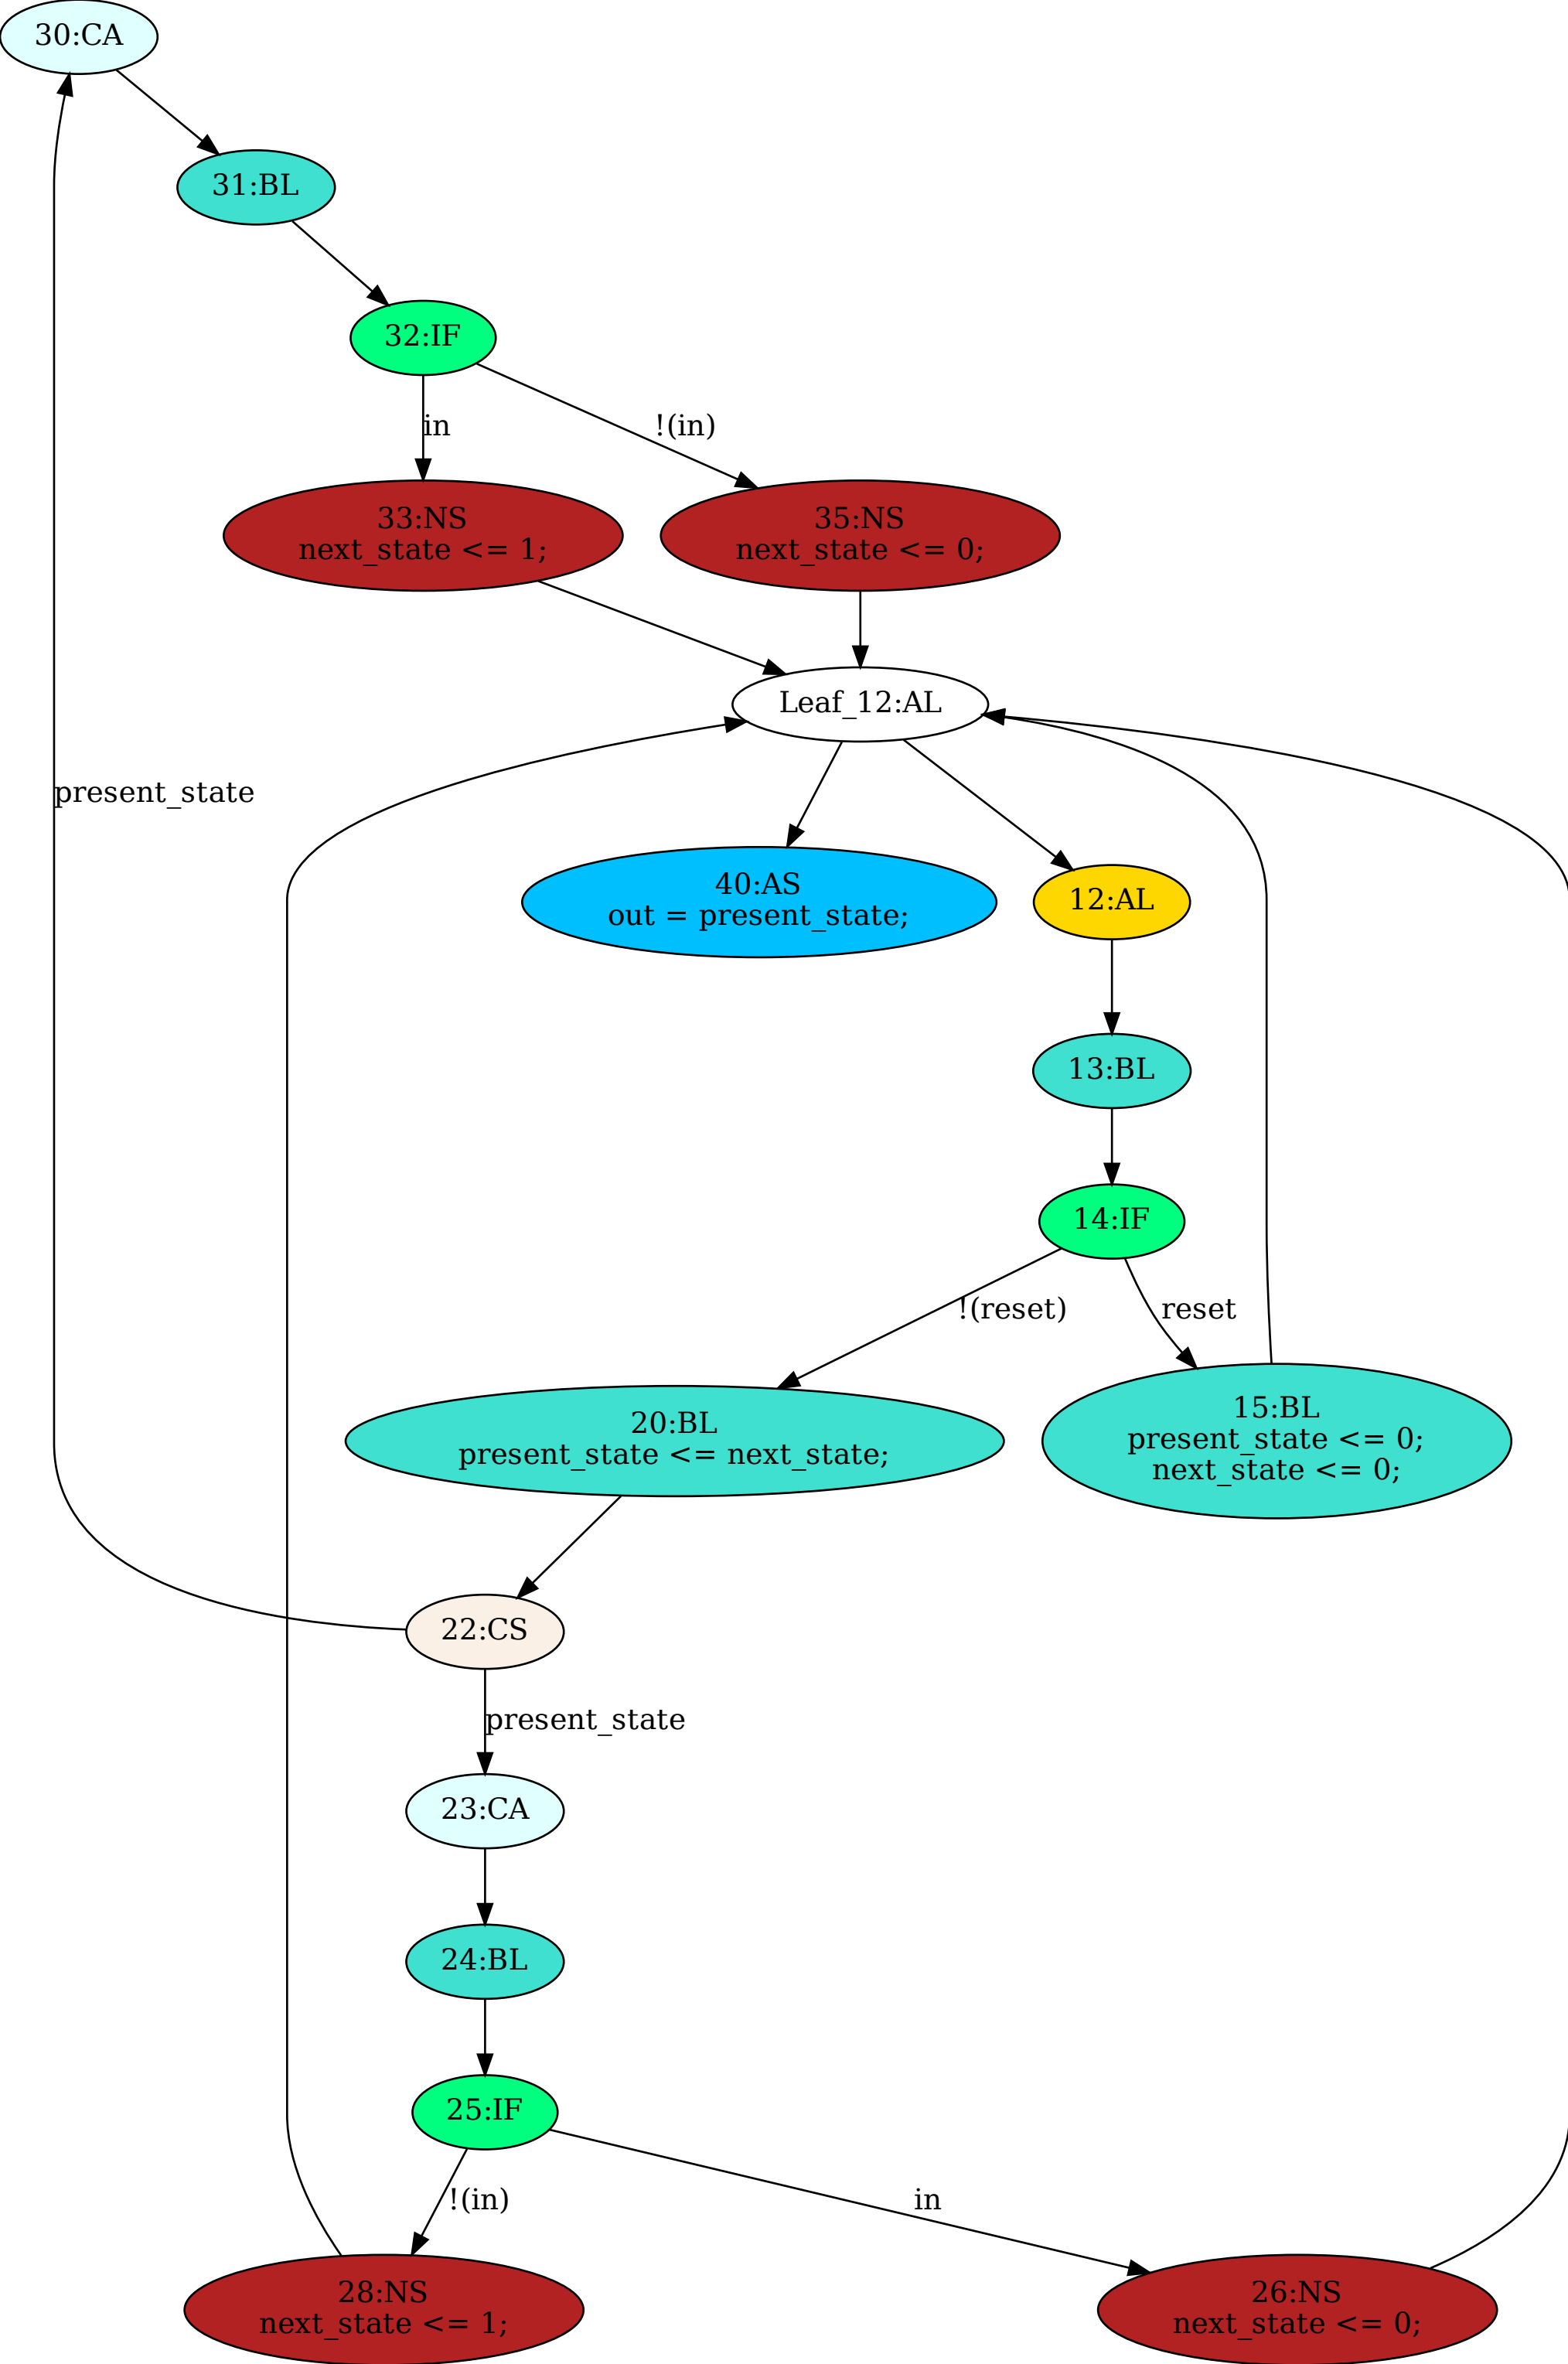 30:CA
31:BL
32:IF
in
!(in)
33:NS
next_state <= 1;
35:NS
next_state <= 0;
Leaf_12:AL
present_state
40:AS
out = present_state;
12:AL
13:BL
14:IF
!(reset)
reset
20:BL
present_state <= next_state;
15:BL
present_state <= 0;
next_state <= 0;
22:CS
present_state
23:CA
24:BL
25:IF
!(in)
in
28:NS
next_state <= 1;
26:NS
next_state <= 0;